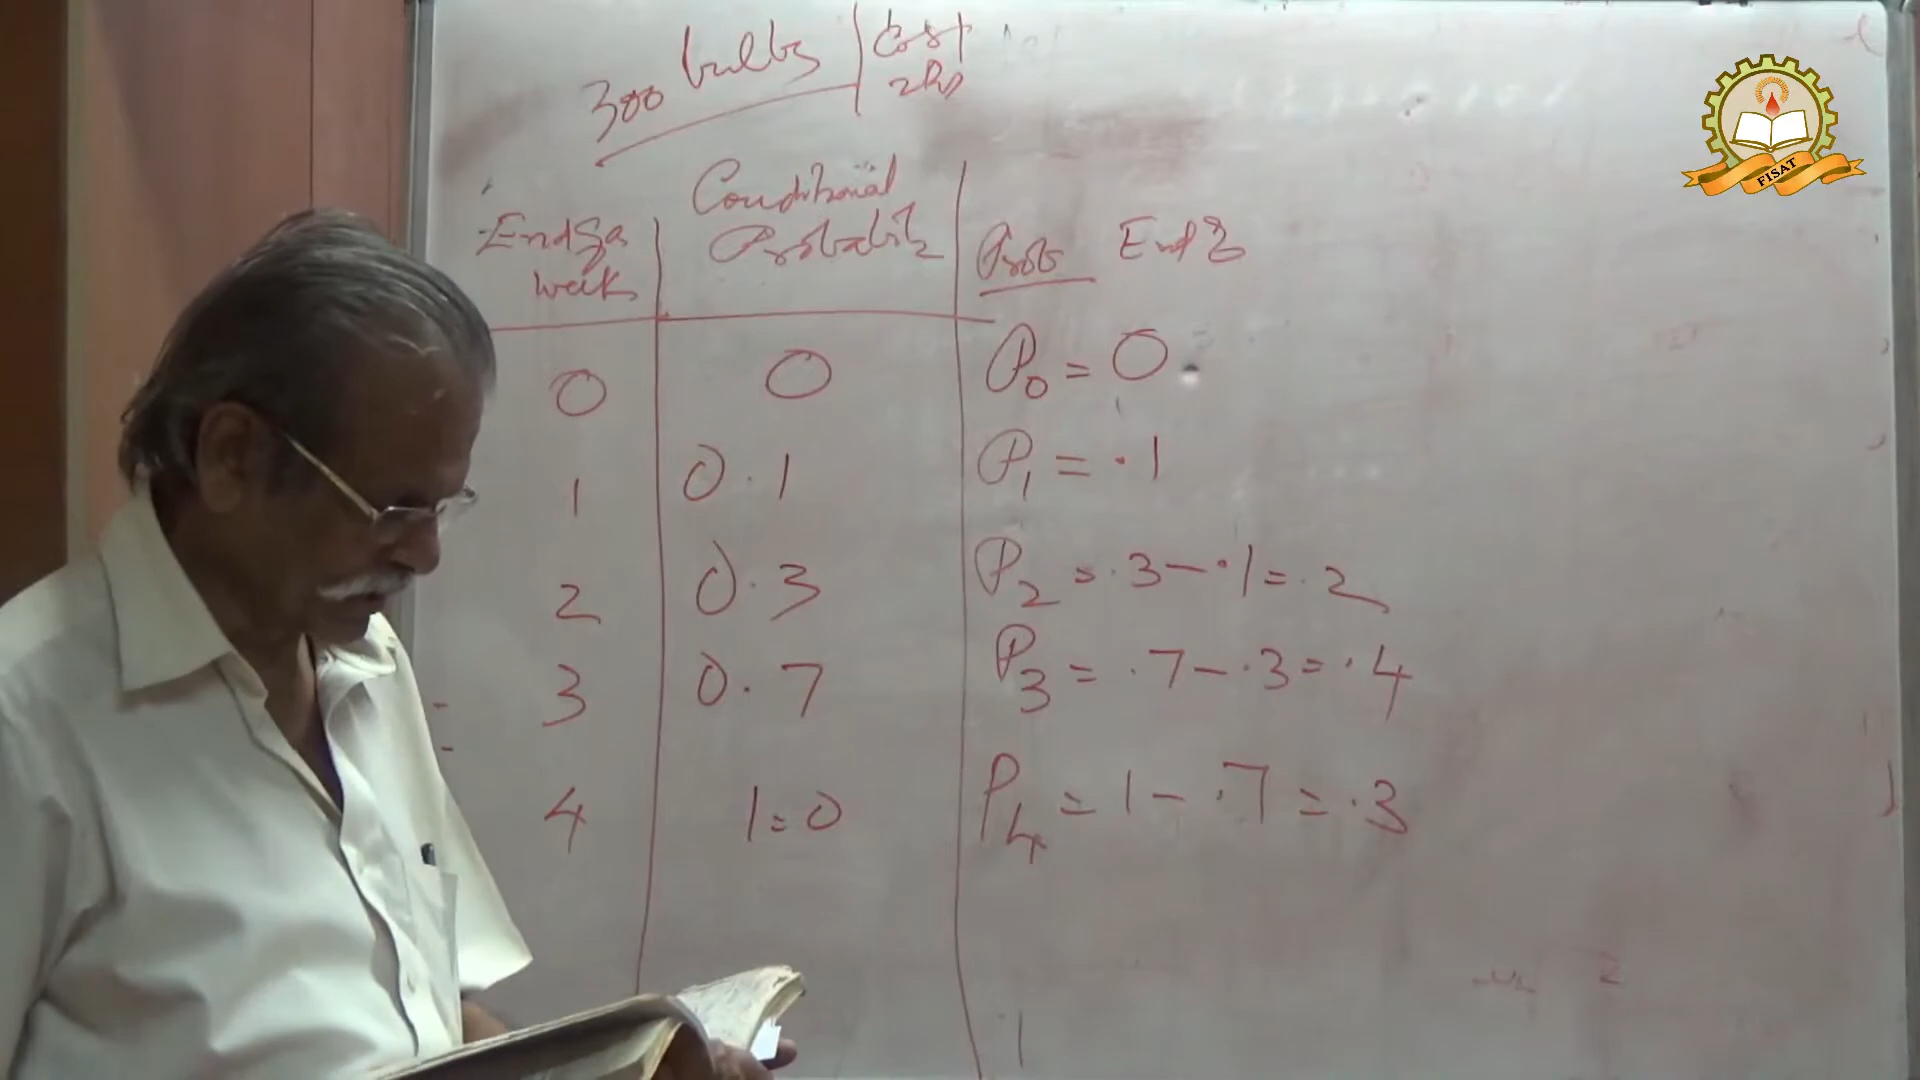 300 bulbs | Cost
2Rs
End of a week
Conditional Probability
Prob End of
0 0 P0 = 0
1 0.1 P1 = .1
2 0.3 P2 = .3 - .1 = .2
3 0.7 P3 = .7 - .3 = .4
4 1.0 P4 = 1 - .7 = .3
FISAT